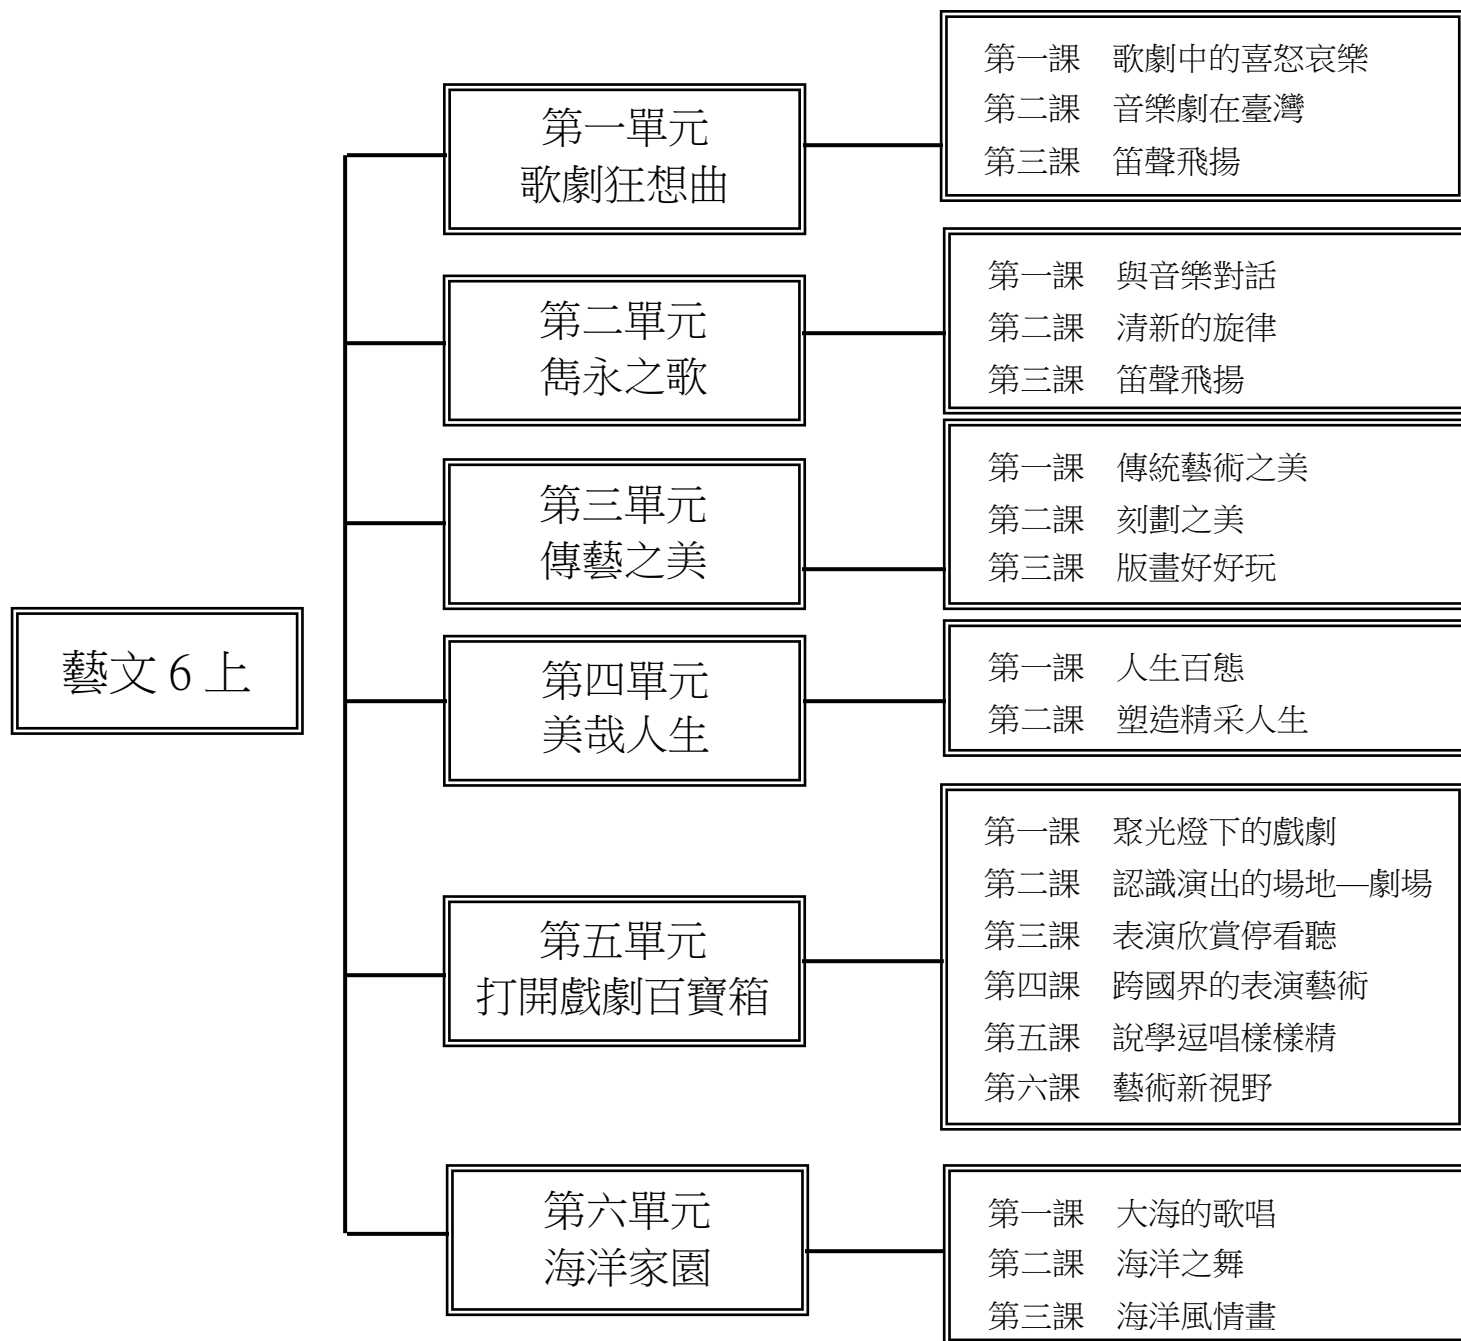 藝文 6 上
第一單元
歌劇狂想曲
第一課 歌劇中的喜怒哀樂
第二課 音樂劇在臺灣
第三課 笛聲飛揚
第二單元
雋永之歌
第一課 與音樂對話
第二課 清新的旋律
第三課 笛聲飛揚
第三單元
傳藝之美
第一課 傳統藝術之美
第二課 刻劃之美
第三課 版畫好好玩
第四單元
美哉人生
第一課 人生百態
第二課 塑造精采人生
第五單元
打開戲劇百寶箱
第一課 聚光燈下的戲劇
第二課 認識演出的場地—劇場
第三課 表演欣賞停看聽
第四課 跨國界的表演藝術
第五課 說學逗唱樣樣精
第六課 藝術新視野
第六單元
海洋家園
第一課 大海的歌唱
第二課 海洋之舞
第三課 海洋風情畫